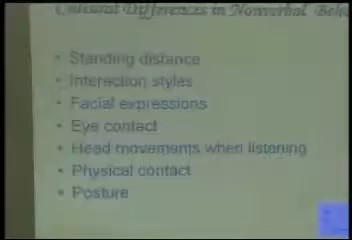 Cultural Differences in Nonverbal
• Standing distance
• Interaction styles
• Facial expressions
• Eye contact
• Head movements when listening
• Physical contact
• Posture